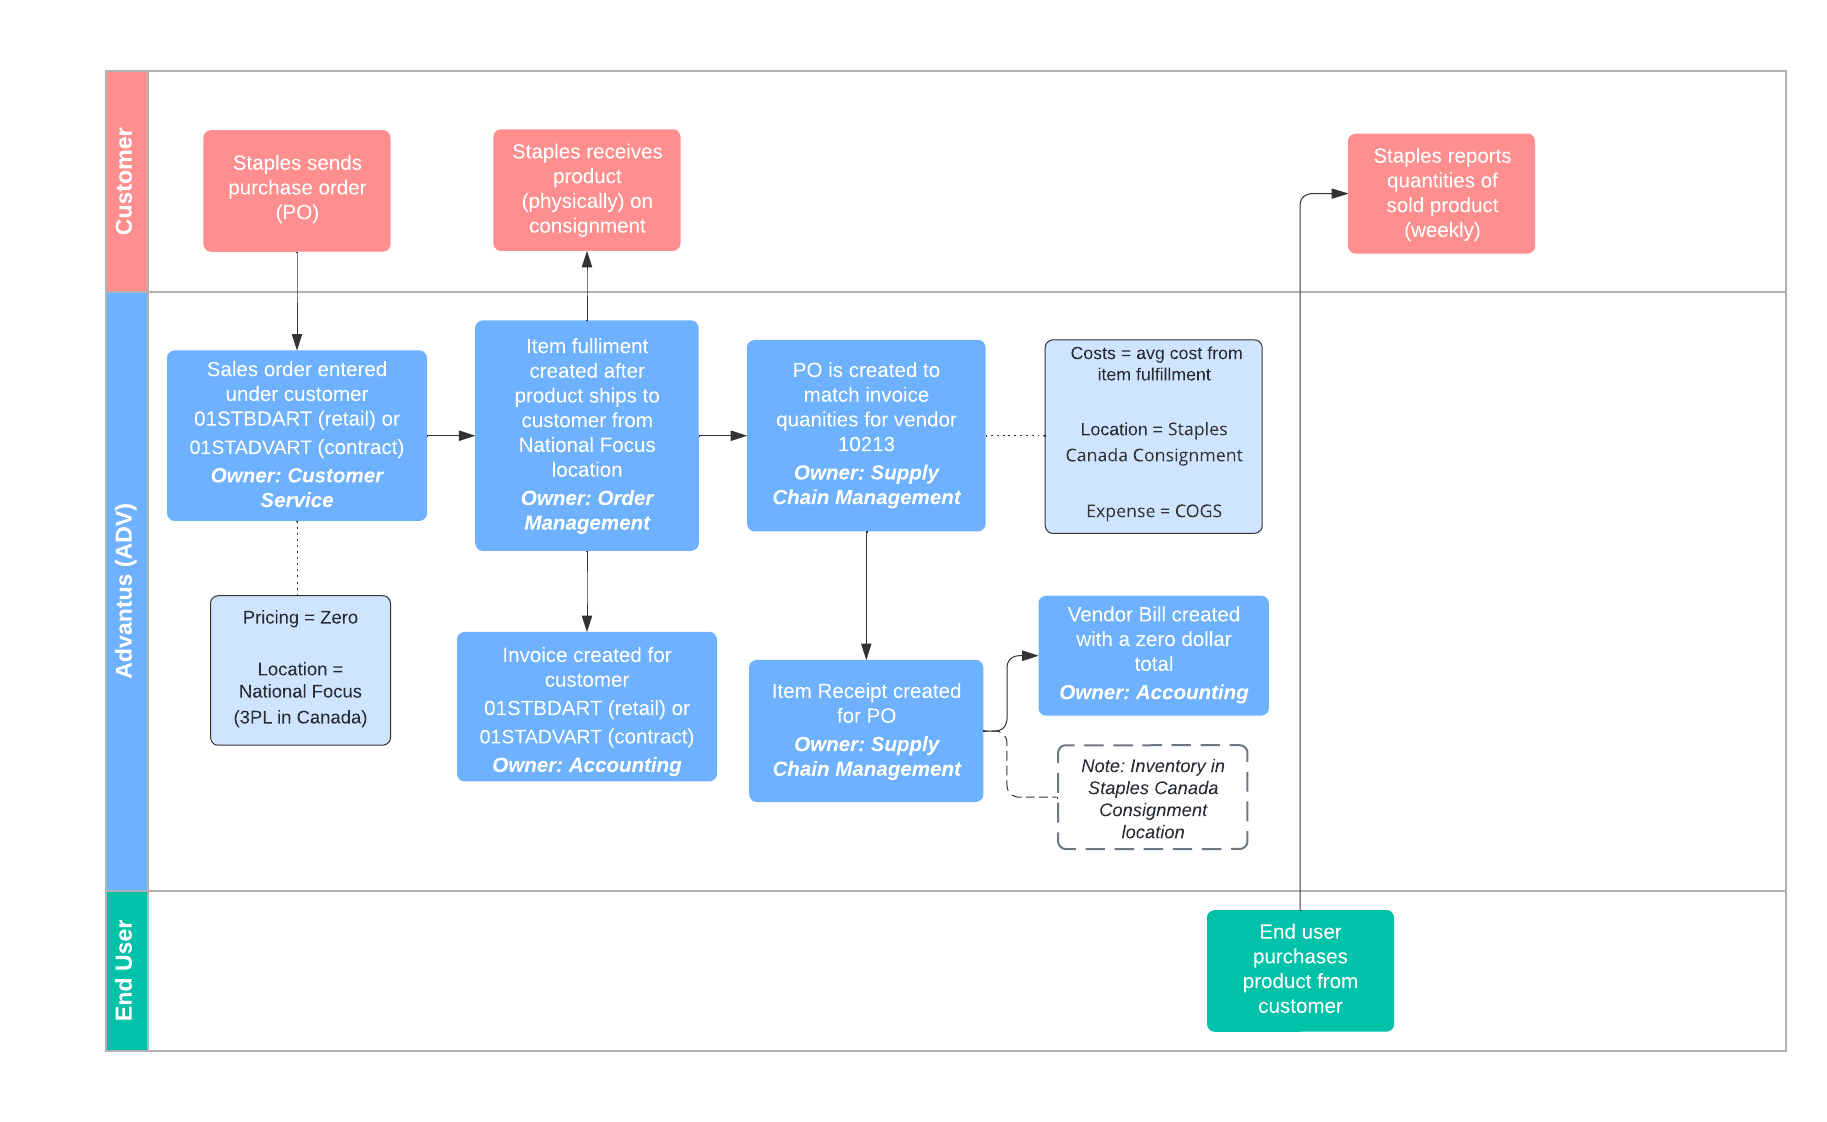 Customer
Staples sends
purchase order
(PO)
Staples receives
product
(physically) on
consignment
Staples reports
quantities of
sold product
(weekly)
Advantus (ADV)
Sales order entered
under customer
01STBDART (retail) or
01STADVART (contract)
Owner: Customer
Service
Item fulliment
created after
product ships to
customer from
National Focus
location
Owner: Order
Management
PO is created to
match invoice
quanities for vendor
10213
Owner: Supply
Chain Management
Costs = avg cost from
item fulfillment
Location = Staples
Canada Consignment
Expense = COGS
Pricing = Zero
Location =
National Focus
(3PL in Canada)
Invoice created for
customer
01STBDART (retail) or
01STADVART (contract)
Owner: Accounting
Item Receipt created
for PO
Owner: Supply
Chain Management
Vendor Bill created
with a zero dollar
total
Owner: Accounting
Note: Inventory in
Staples Canada
Consignment
location
End User
End user
purchases
product from
customer